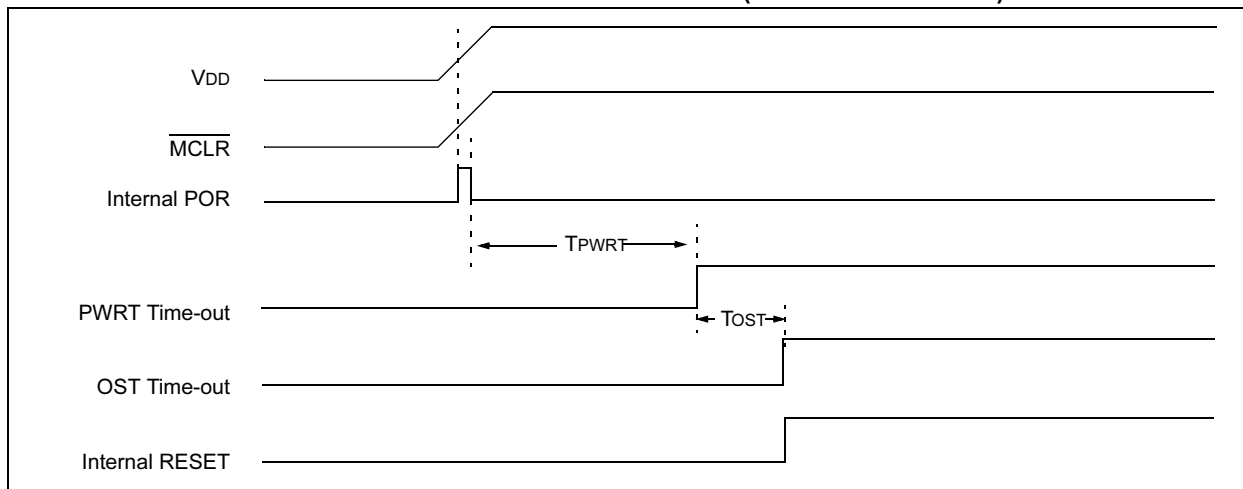 VDD
MCLR
Internal POR
TPWRT
PWRT Time-out
TOST
OST Time-out
Internal RESET